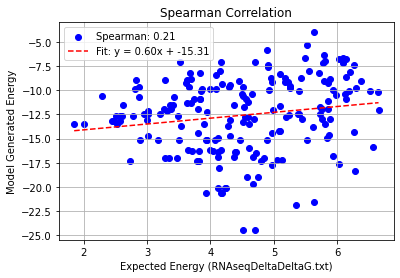 Spearman Correlation
Spearman: 0.21
Fit: y = 0.60x + -15.31
Model Generated Energy
−5.0
−7.5
−10.0
−12.5
−15.0
−17.5
−20.0
−22.5
−25.0
2 3 4 5 6
Expected Energy (RNAseqDeltaDeltaG.txt)